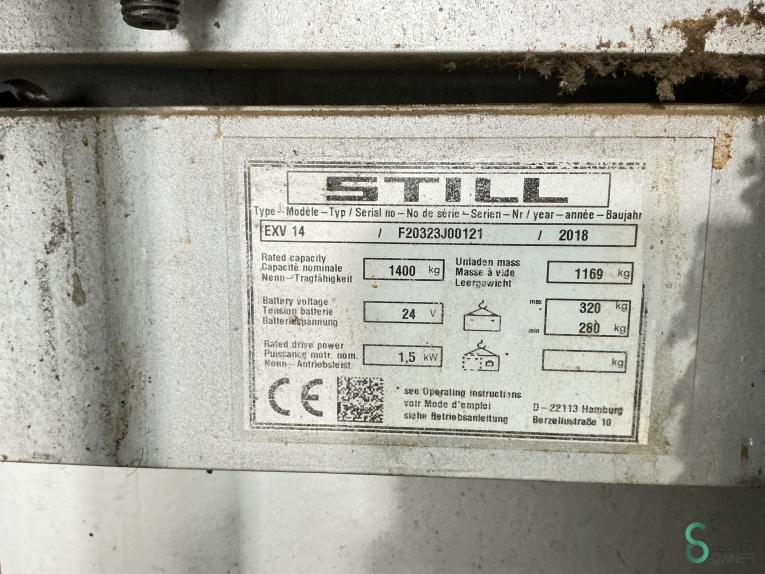 STILL
Type – Modèle – Typ / Serial no – No de série – Serien – Nr / year – année – Baujahr
EXV 14 / F20323J00121 / 2018
Rated capacity
Capacité nominale
Nenn – Tragfähigkeit
1400 kg
Unladen mass
Masse à vide
Leergewicht
1169 kg
Battery voltage
Tension batterie
Batteriespannung
24 V
max 320 kg
min 280 kg
Rated drive power
Puissance motr. nom.
Nenn – Antriebsleist.
1,5 kW
kg
CE
* see Operating instructions
voir Mode d'emploi
siehe Betriebsanleitung
D – 22113 Hamburg
Berzeliusstraße 10
SECOND
OWNER